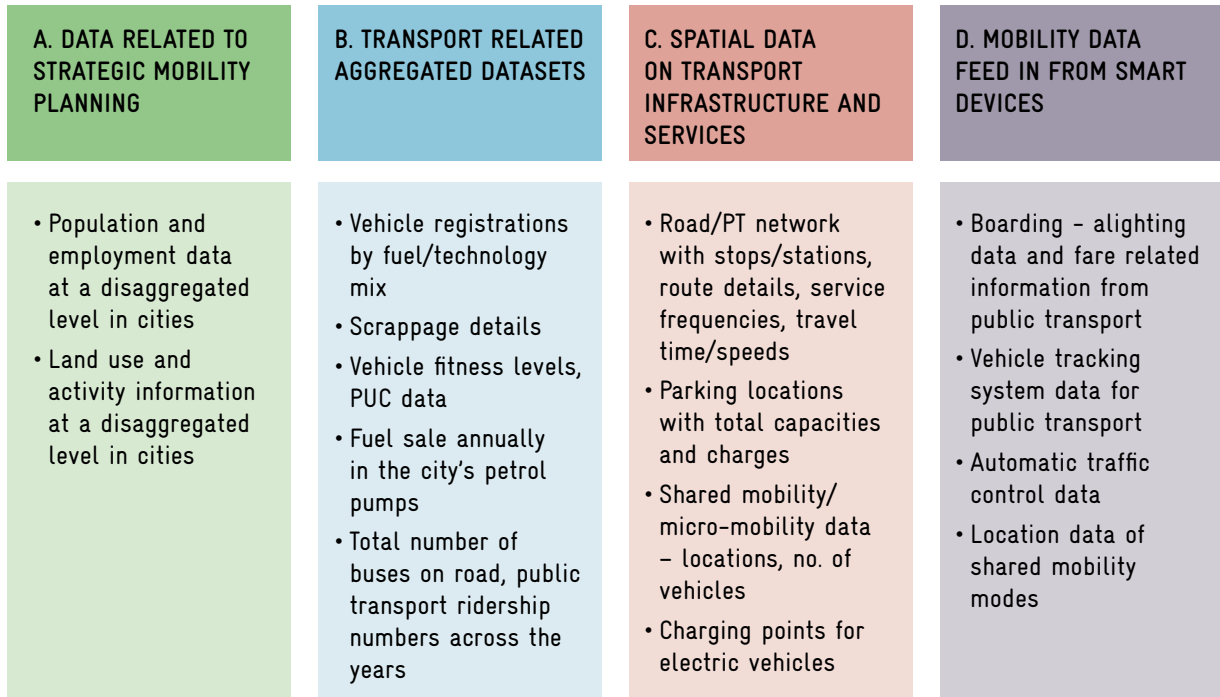 A. DATA RELATED TO
STRATEGIC MOBILITY
PLANNING
• Population and
employment data
at a disaggregated
level in cities
• Land use and
activity information
at a disaggregated
level in cities
B. TRANSPORT RELATED
AGGREGATED DATASETS
• Vehicle registrations
by fuel/technology
mix
• Scrappage details
• Vehicle fitness levels,
PUC data
• Fuel sale annually
in the city's petrol
pumps
• Total number of
buses on road, public
transport ridership
numbers across the
years
C. SPATIAL DATA
ON TRANSPORT
INFRASTRUCTURE AND
SERVICES
• Road/PT network
with stops/stations,
route details, service
frequencies, travel
time/speeds
• Parking locations
with total capacities
and charges
• Shared mobility/
micro-mobility data
– locations, no. of
vehicles
• Charging points for
electric vehicles
D. MOBILITY DATA
FEED IN FROM SMART
DEVICES
• Boarding – alighting
data and fare related
information from
public transport
• Vehicle tracking
system data for
public transport
• Automatic traffic
control data
• Location data of
shared mobility
modes